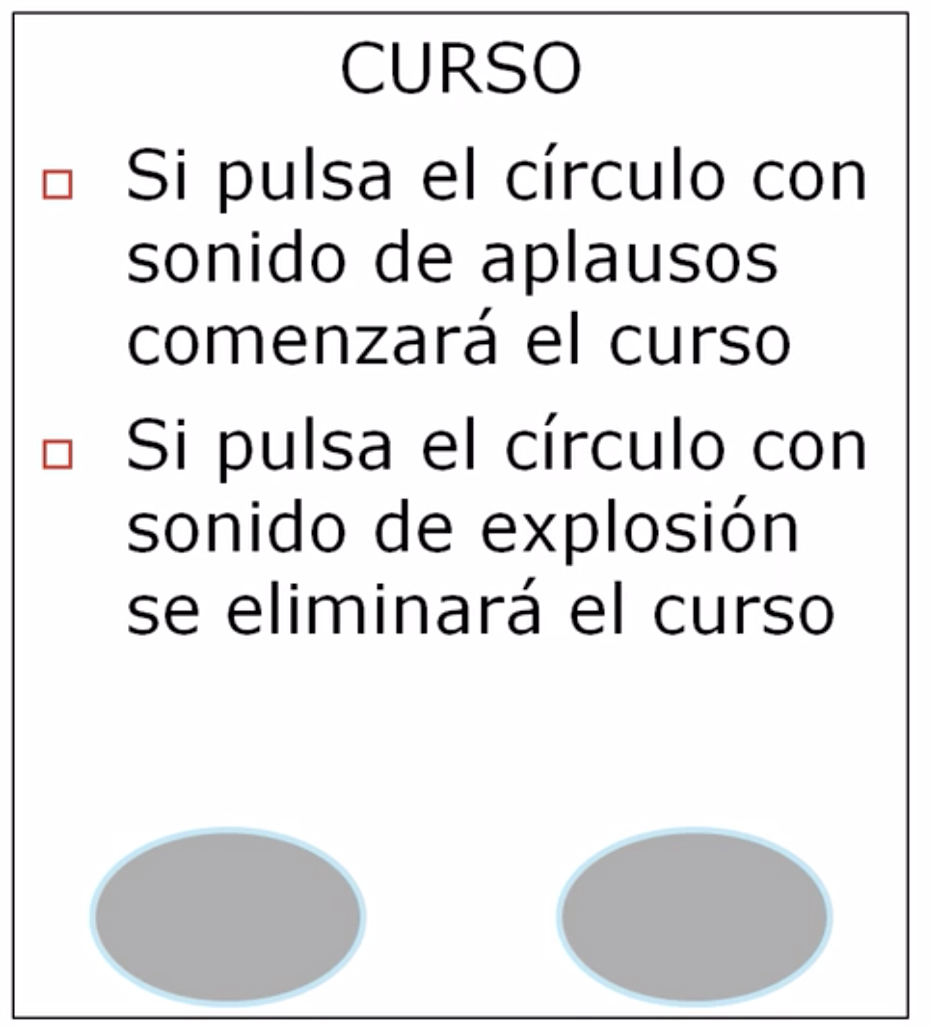 CURSO
Si pulsa el círculo con
sonido de aplausos
comenzará el curso
Si pulsa el círculo con
sonido de explosión
se eliminará el curso